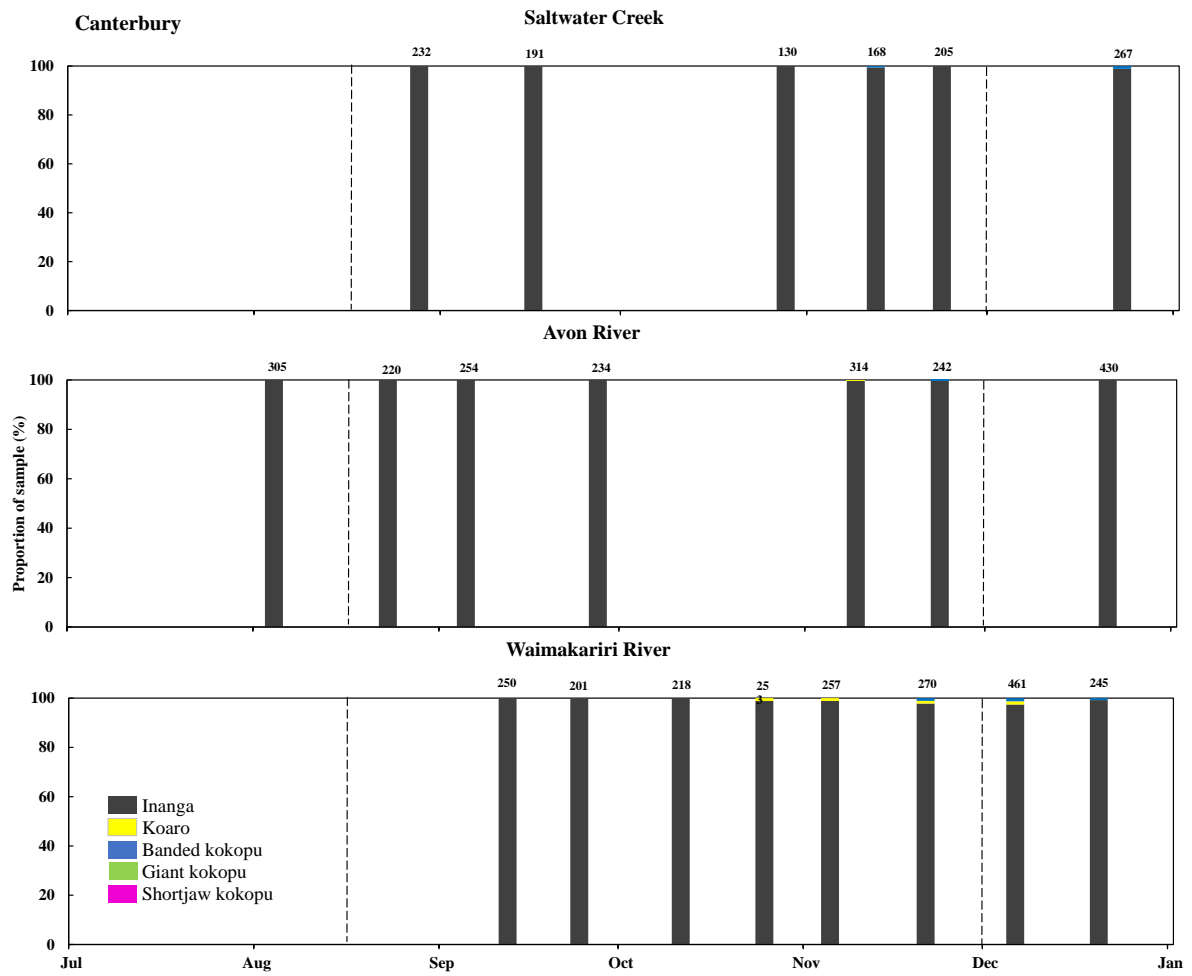 Canterbury
Saltwater Creek
232 191 130 168 205 267
100
80
60
40
20
0
Avon River
305 220 254 234 314 242 430
100
80
60
40
20
0
Proportion of sample (%)
Waimakariri River
250 201 218 25 257 270 461 245
3
100
80
60
40
20
0
Inanga
Koaro
Banded kokopu
Giant kokopu
Shortjaw kokopu
Jul Aug Sep Oct Nov Dec Jan